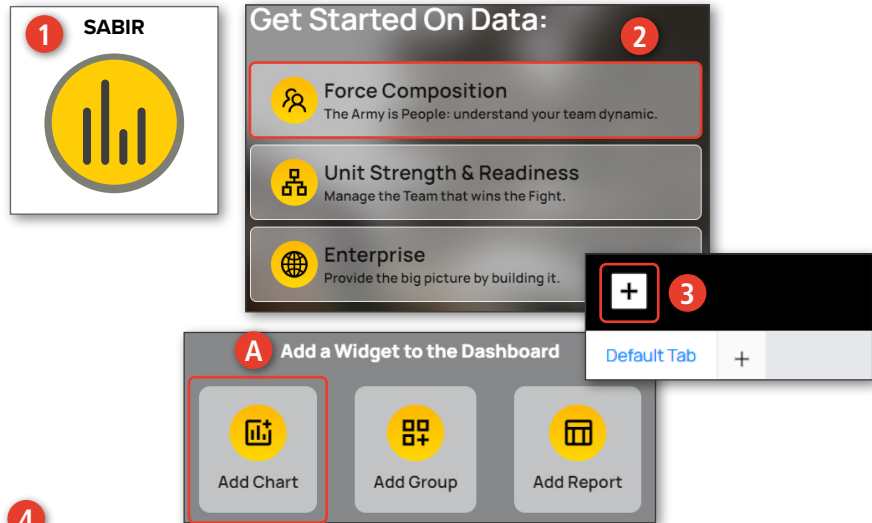 1
SABIR
Get Started On Data:
2
Force Composition
The Army is People: understand your team dynamic.
Unit Strength & Readiness
Manage the Team that wins the Fight.
Enterprise
Provide the big picture by building it.
+
3
Default Tab +
A Add a Widget to the Dashboard
Add Chart Add Group Add Report
4